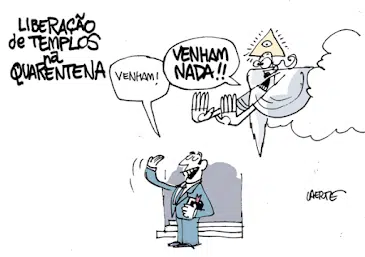 LIBERAÇÃO
de TEMPLOS
na
QUARENTENA
VENHAM!
VENHAM
NADA!!
LAERTE